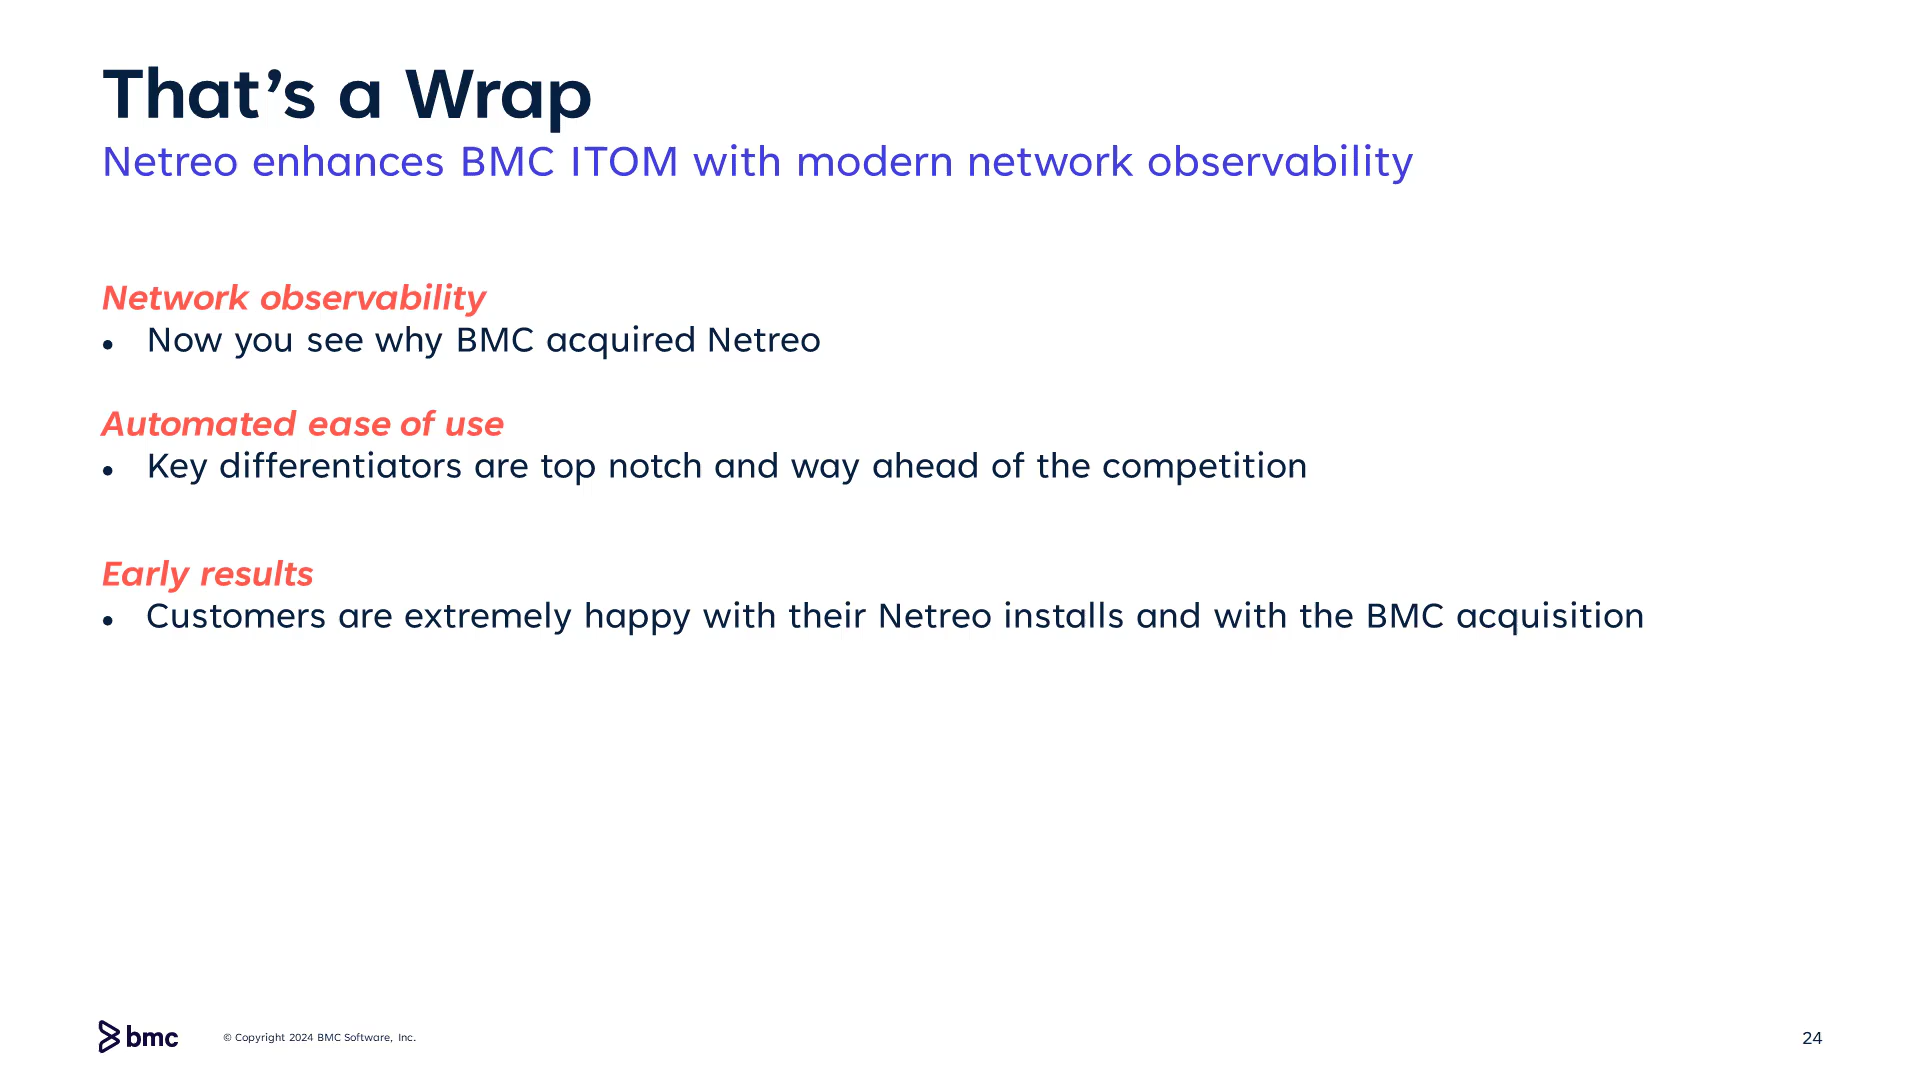 That’s a Wrap
Netreo enhances BMC ITOM with modern network observability
Network observability
• Now you see why BMC acquired Netreo
Automated ease of use
• Key differentiators are top notch and way ahead of the competition
Early results
• Customers are extremely happy with their Netreo installs and with the BMC acquisition
bmc
© Copyright 2024 BMC Software, Inc.
24